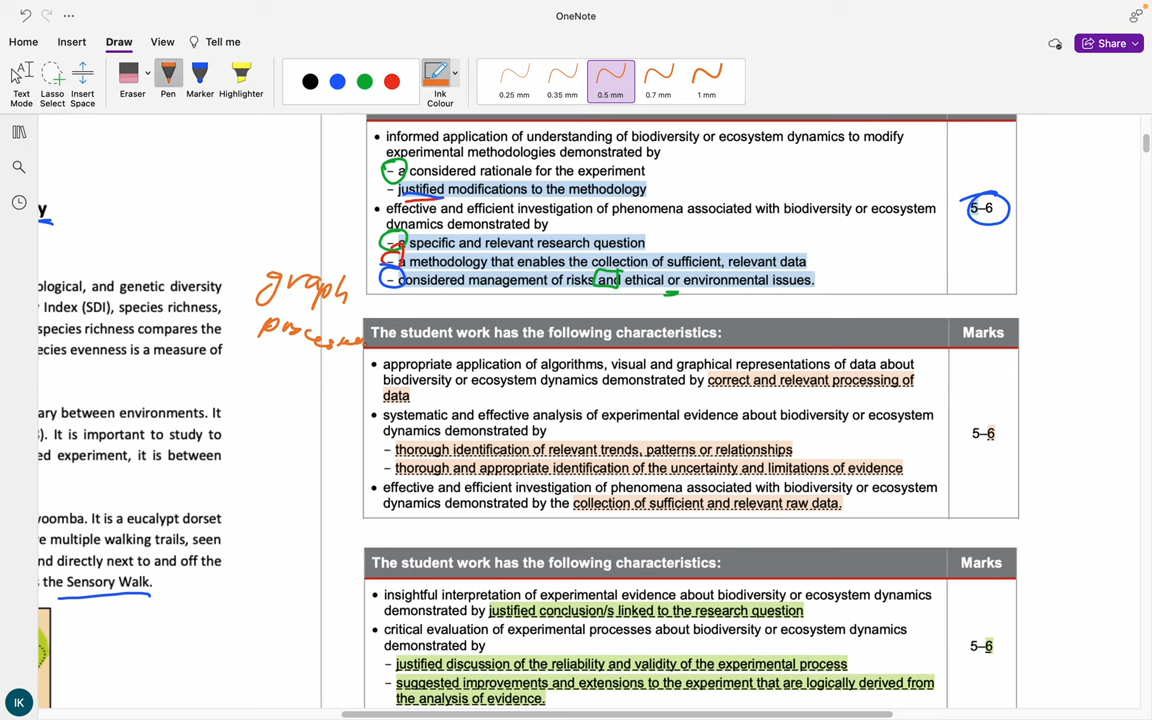 OneNote
Home Insert Draw View Tell me
Share
Text Mode
Lasso Select
Insert Space
Eraser
Pen
Marker
Highlighter
Ink Colour
0.25 mm
0.35 mm
0.5 mm
0.7 mm
1 mm
y
ological, and genetic diversity
Index (SDI), species richness,
species richness compares the
ecies evenness is a measure of
ary between environments. It
). It is important to study to
ed experiment, it is between
voomba. It is a eucalypt dorset
e multiple walking trails, seen
nd directly next to and off the
s the Sensory Walk.
graph
IK
• informed application of understanding of biodiversity or ecosystem dynamics to modify
experimental methodologies demonstrated by
– a considered rationale for the experiment
– justified modifications to the methodology
• effective and efficient investigation of phenomena associated with biodiversity or ecosystem
dynamics demonstrated by
– a specific and relevant research question
– a methodology that enables the collection of sufficient, relevant data
– considered management of risks and ethical or environmental issues.
5–6
The student work has the following characteristics: Marks
• appropriate application of algorithms, visual and graphical representations of data about
biodiversity or ecosystem dynamics demonstrated by correct and relevant processing of
data
• systematic and effective analysis of experimental evidence about biodiversity or ecosystem
dynamics demonstrated by
– thorough identification of relevant trends, patterns or relationships
– thorough and appropriate identification of the uncertainty and limitations of evidence
• effective and efficient investigation of phenomena associated with biodiversity or ecosystem
dynamics demonstrated by the collection of sufficient and relevant raw data.
5–6
The student work has the following characteristics: Marks
• insightful interpretation of experimental evidence about biodiversity or ecosystem dynamics
demonstrated by justified conclusion/s linked to the research question
• critical evaluation of experimental processes about biodiversity or ecosystem dynamics
demonstrated by
– justified discussion of the reliability and validity of the experimental process
– suggested improvements and extensions to the experiment that are logically derived from
the analysis of evidence.
5–6